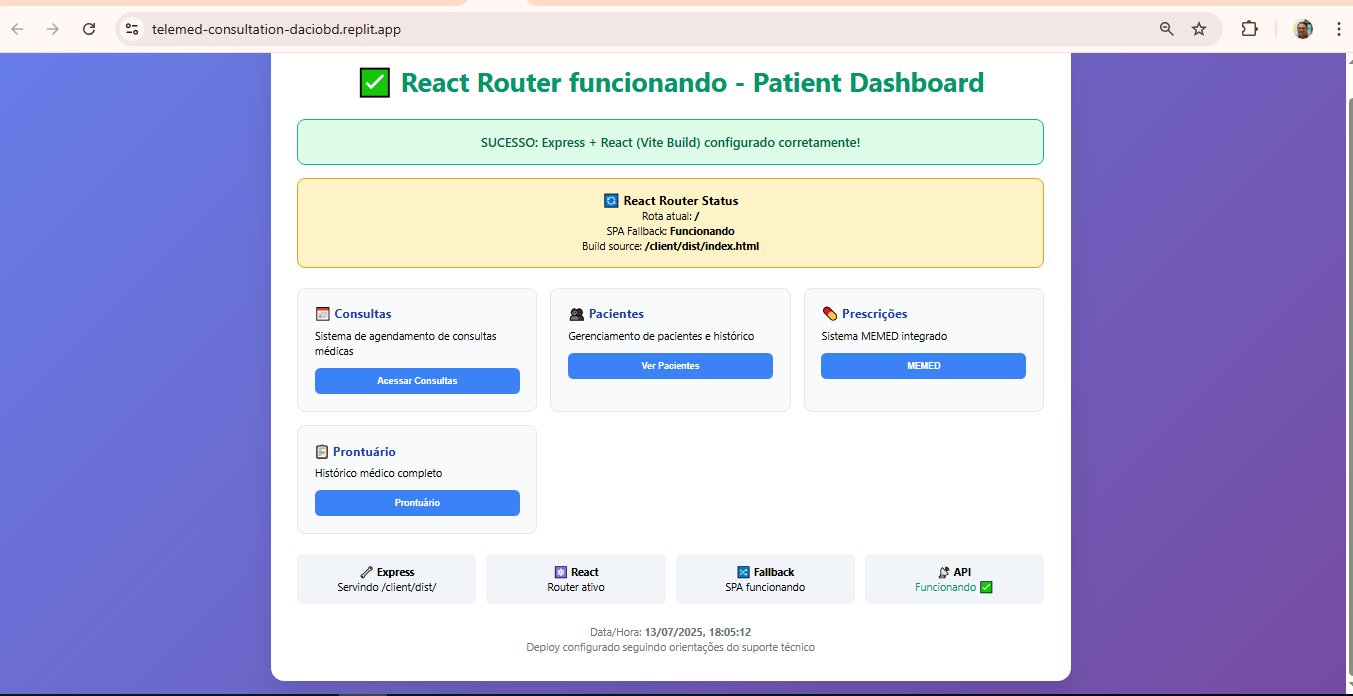 telemed-consultation-daciobd.replit.app
✅ React Router funcionando - Patient Dashboard
SUCESSO: Express + React (Vite Build) configurado corretamente!
🔄 React Router Status
Rota atual: /
SPA Fallback: Funcionando
Build source: /client/dist/index.html
📅 Consultas
Sistema de agendamento de consultas
médicas
Acessar Consultas
👥 Pacientes
Gerenciamento de pacientes e histórico
Ver Pacientes
💊 Prescrições
Sistema MEMED integrado
MEMED
📋 Prontuário
Histórico médico completo
Prontuário
🔗 Express
Servindo /client/dist/
⚛️ React
Router ativo
🔀 Fallback
SPA funcionando
📡 API
Funcionando ✅
Data/Hora: 13/07/2025, 18:05:12
Deploy configurado seguindo orientações do suporte técnico